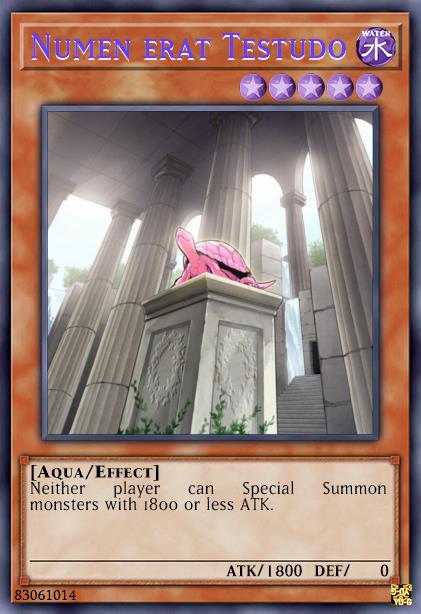 Numen erat Testudo
WATER
水
[Aqua/Effect]
Neither player can Special Summon
monsters with 1800 or less ATK.
ATK/1800 DEF/ 0
83061014